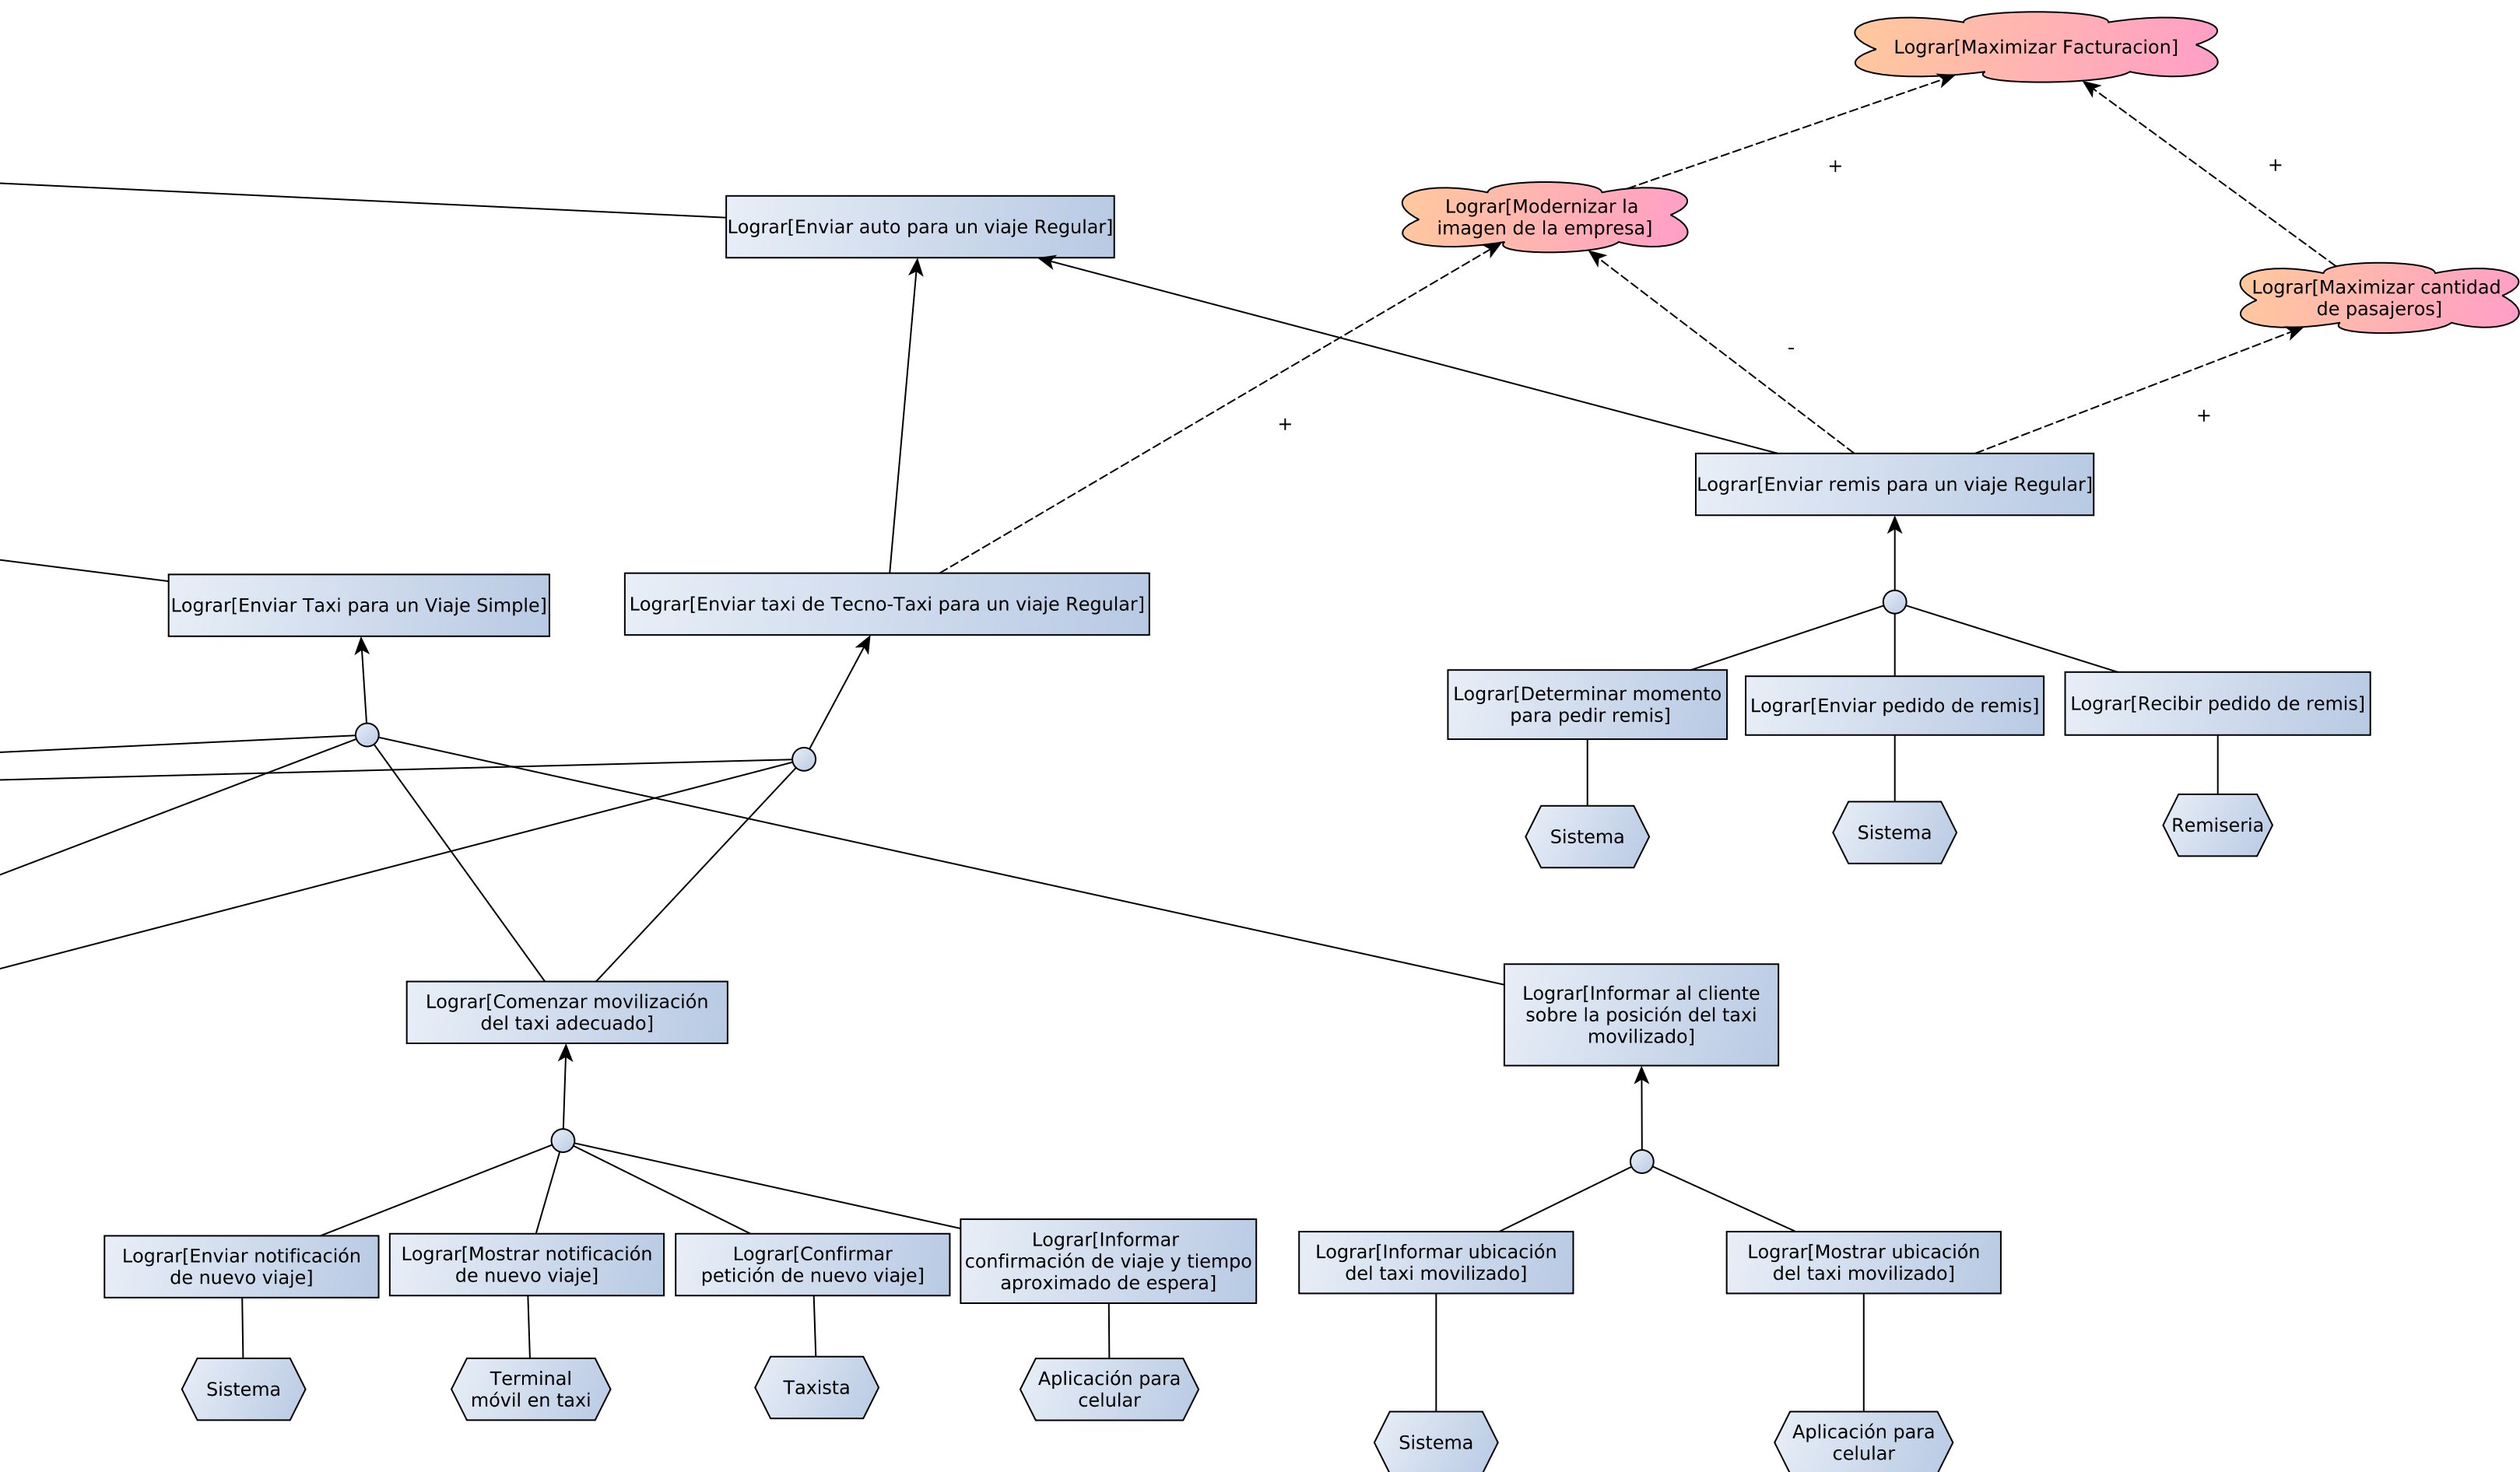 Lograr[Maximizar Facturacion]
+
+
Lograr[Modernizar la
imagen de la empresa]
Lograr[Enviar auto para un viaje Regular]
Lograr[Maximizar cantidad
de pasajeros]
-
+
+
Lograr[Enviar remis para un viaje Regular]
Lograr[Enviar Taxi para un Viaje Simple]
Lograr[Enviar taxi de Tecno-Taxi para un viaje Regular]
Lograr[Determinar momento
para pedir remis]
Lograr[Enviar pedido de remis]
Lograr[Recibir pedido de remis]
Sistema
Sistema
Remiseria
Lograr[Comenzar movilización
del taxi adecuado]
Lograr[Informar al cliente
sobre la posición del taxi
movilizado]
Lograr[Enviar notificación
de nuevo viaje]
Lograr[Mostrar notificación
de nuevo viaje]
Lograr[Confirmar
petición de nuevo viaje]
Lograr[Informar
confirmación de viaje y tiempo
aproximado de espera]
Lograr[Informar ubicación
del taxi movilizado]
Lograr[Mostrar ubicación
del taxi movilizado]
Sistema
Terminal
móvil en taxi
Taxista
Aplicación para
celular
Sistema
Aplicación para
celular